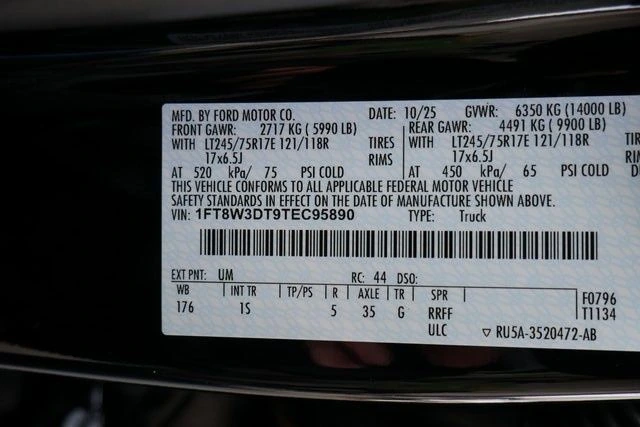 MFD. BY FORD MOTOR CO. DATE: 10/25 GVWR: 6350 KG (14000 LB)
FRONT GAWR: 2717 KG ( 5990 LB) REAR GAWR: 4491 KG ( 9900 LB)
WITH LT245/75R17E 121/118R TIRES WITH LT245/75R17E 121/118R
17x6.5J RIMS 17x6.5J
AT 520 kPa/ 75 PSI COLD AT 450 kPa/ 65 PSI COLD
THIS VEHICLE CONFORMS TO ALL APPLICABLE FEDERAL MOTOR VEHICLE
SAFETY STANDARDS IN EFFECT ON THE DATE OF MANUFACTURE SHOWN ABOVE.
VIN: 1FT8W3DT9TEC95890 TYPE: Truck
EXT PNT: UM RC: 44 DSO:
WB INT TR TP/PS R AXLE TR SPR F0796
176 1S 5 35 G RRFF T1134
ULC ▽ RU5A-3520472-AB